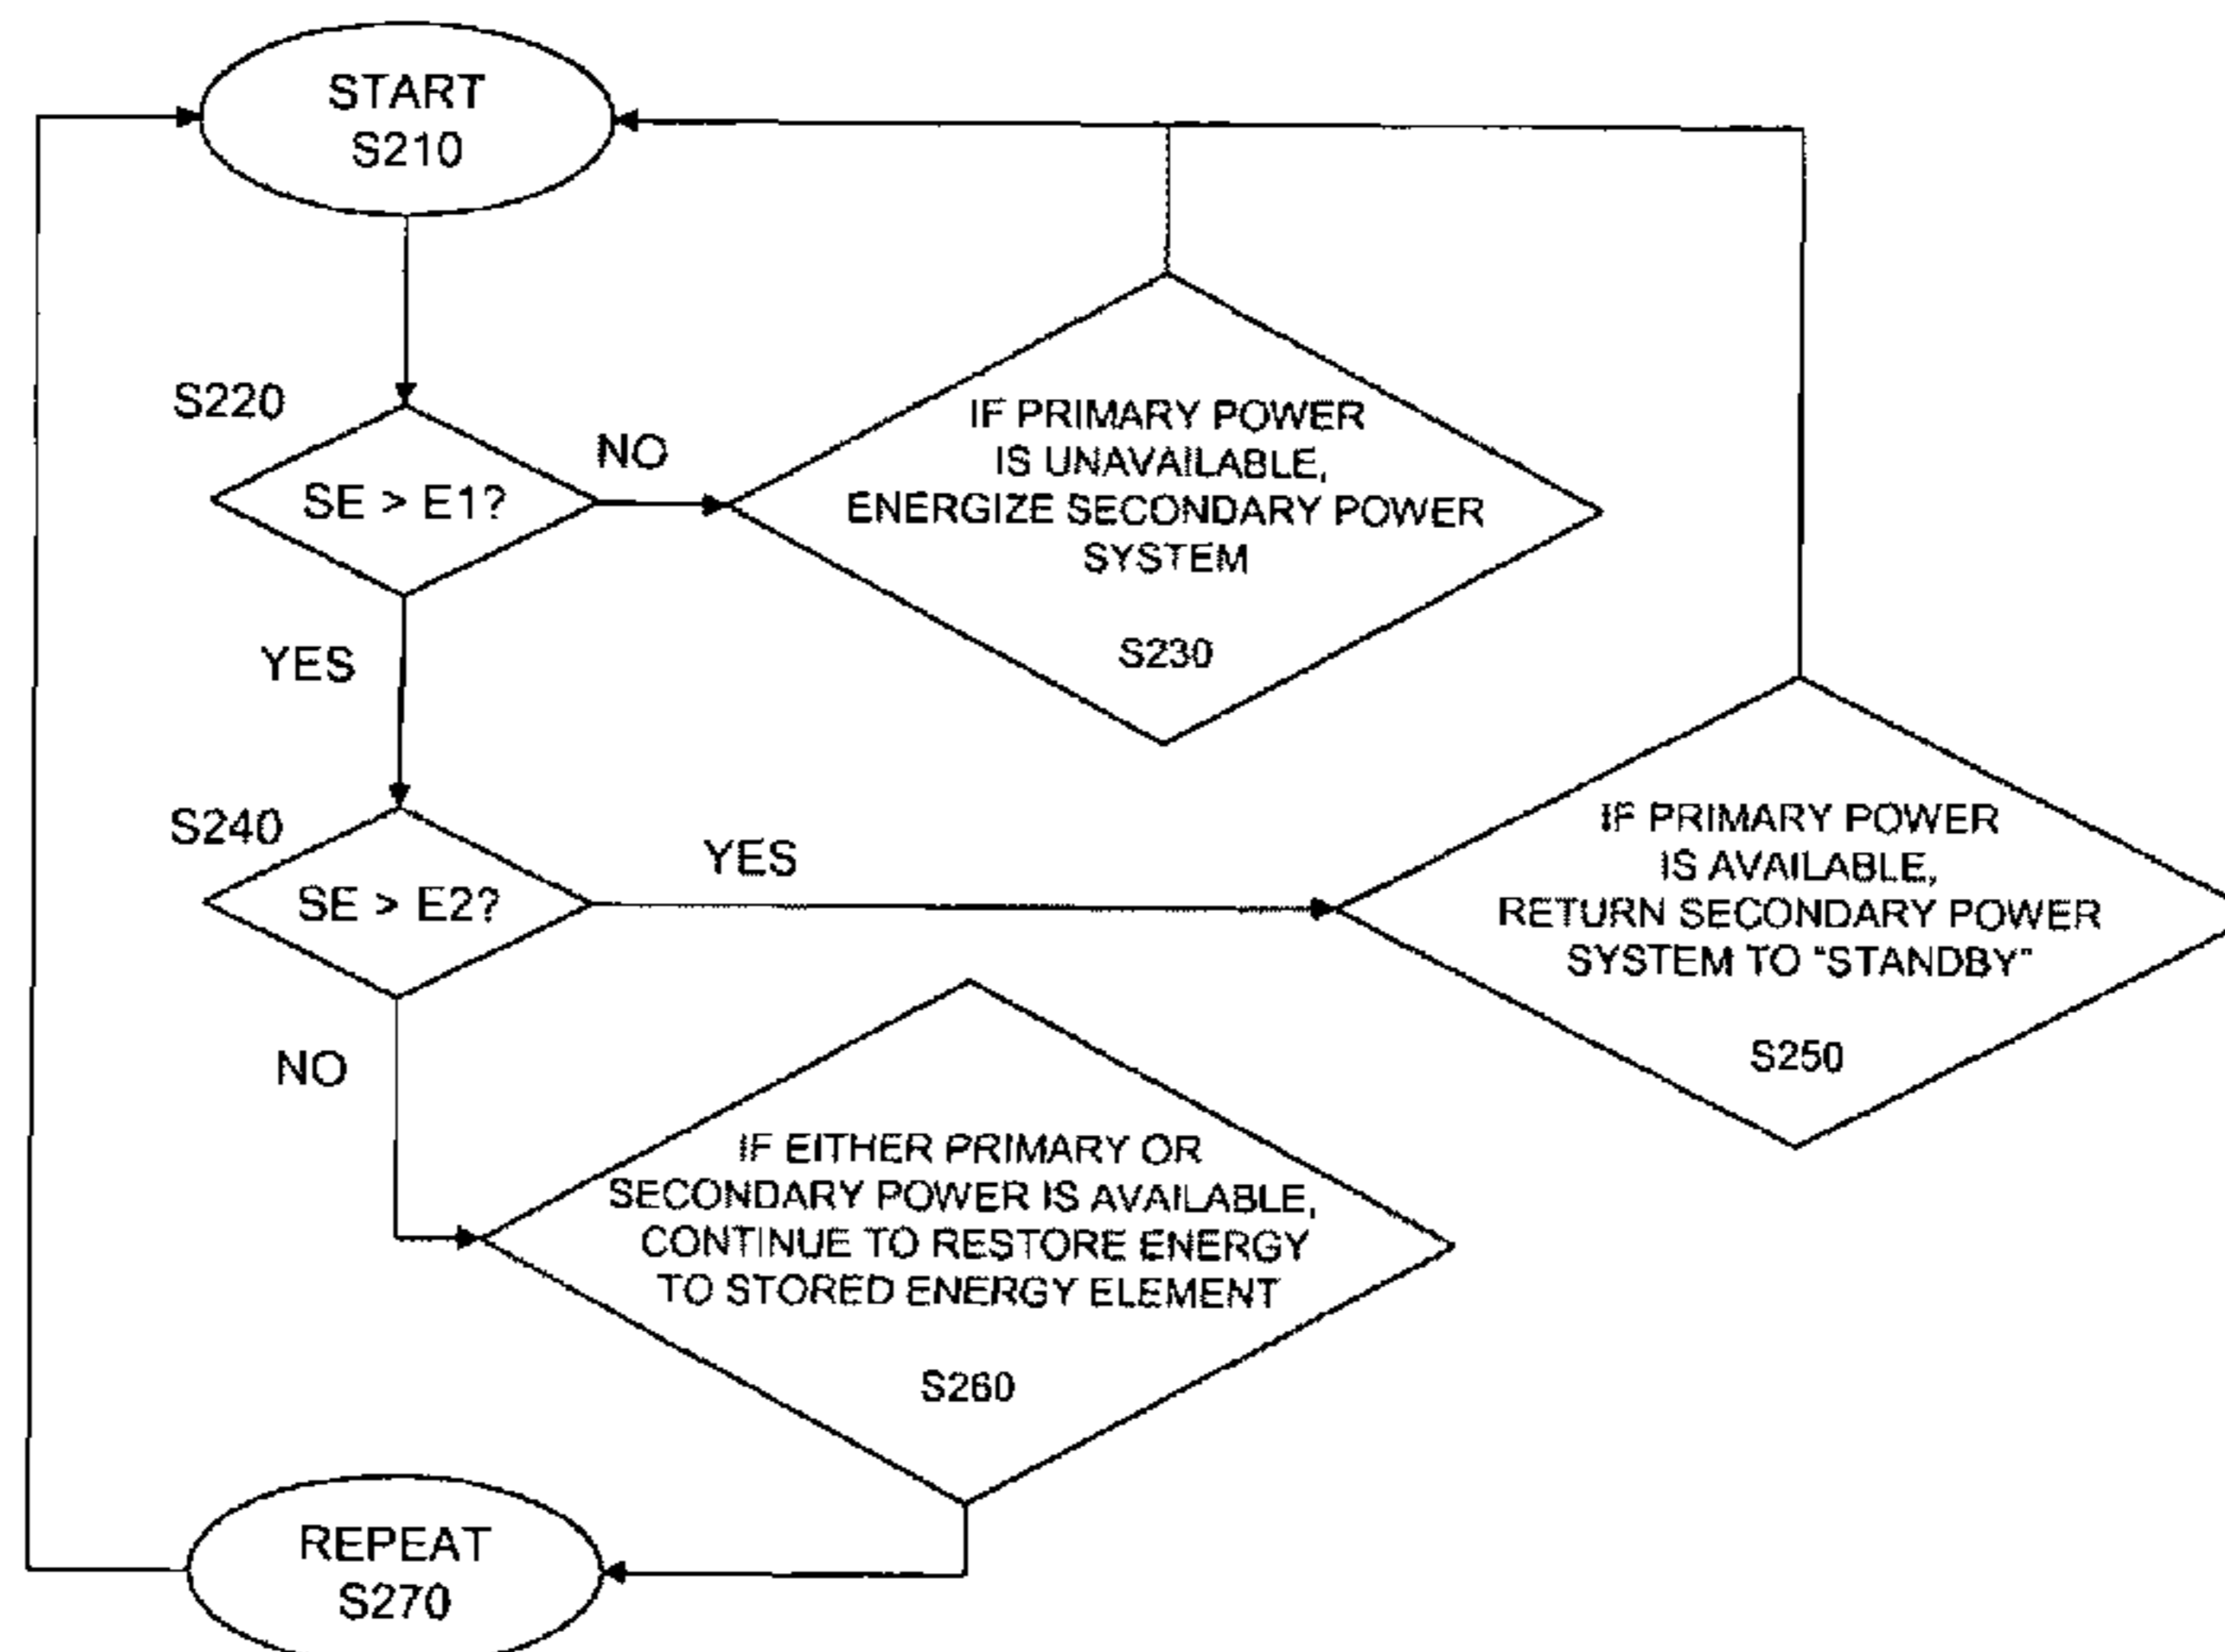 START
S210
S220
SE > E1?
NO
IF PRIMARY POWER
IS UNAVAILABLE,
ENERGIZE SECONDARY POWER
SYSTEM
S230
YES
S240
SE > E2?
YES
IF PRIMARY POWER
IS AVAILABLE,
RETURN SECONDARY POWER
SYSTEM TO "STANDBY"
S250
NO
IF EITHER PRIMARY OR
SECONDARY POWER IS AVAILABLE,
CONTINUE TO RESTORE ENERGY
TO STORED ENERGY ELEMENT
S260
REPEAT
S270